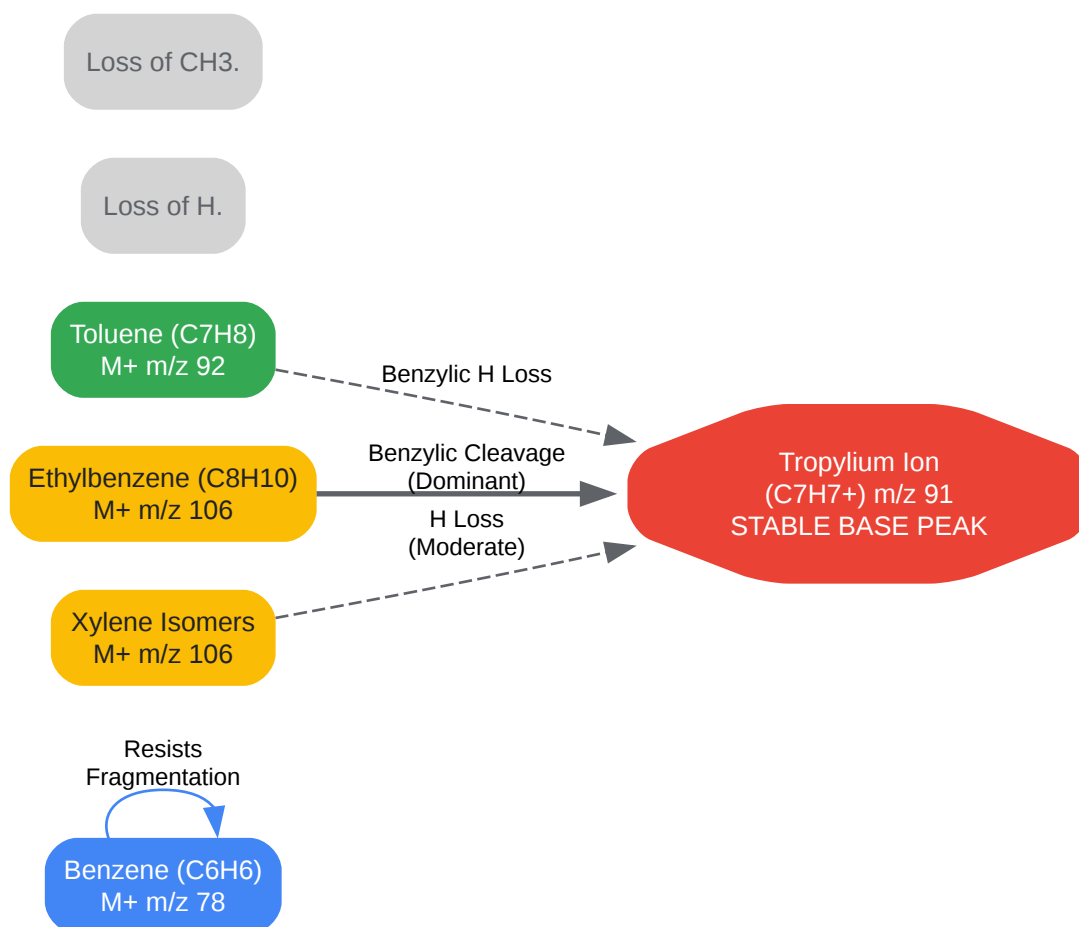 Loss of CH3.
Loss of H.
Toluene (C7H8)
M+ m/z 92
Benzylic H Loss
Ethylbenzene (C8H10)
M+ m/z 106
Benzylic Cleavage
(Dominant)
H Loss
(Moderate)
Tropylium Ion
(C7H7+) m/z 91
STABLE BASE PEAK
Xylene Isomers
M+ m/z 106
Resists
Fragmentation
Benzene (C6H6)
M+ m/z 78